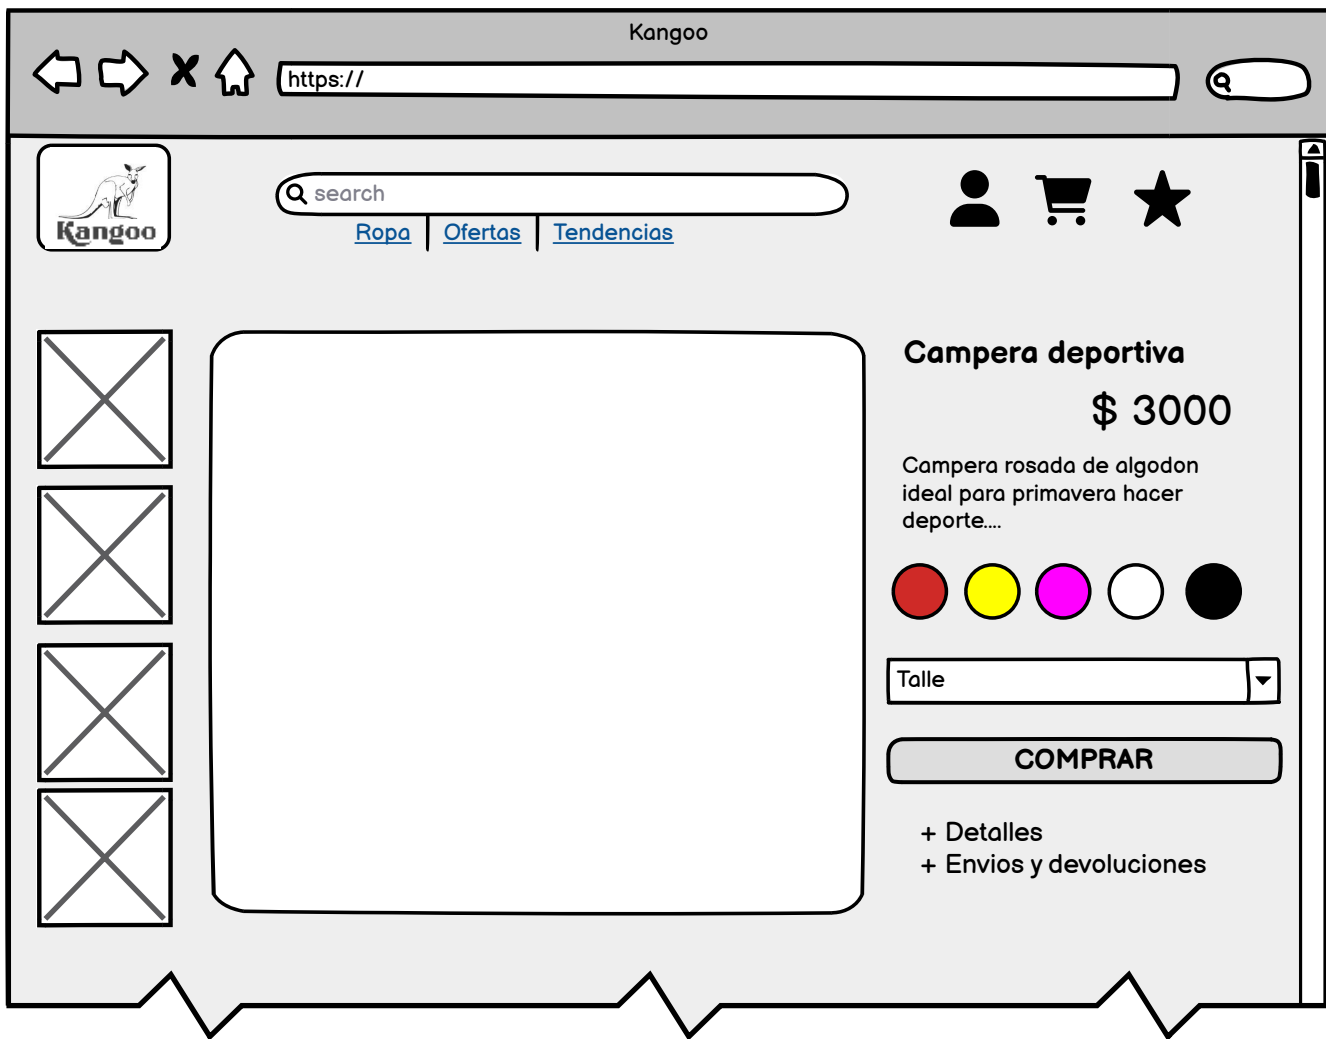 Kangoo
https://
Kangoo
search
Ropa
Ofertas
Tendencias
Campera deportiva
$ 3000
Campera rosada de algodon
ideal para primavera hacer
deporte....
Talle
COMPRAR
+ Detalles
+ Envios y devoluciones